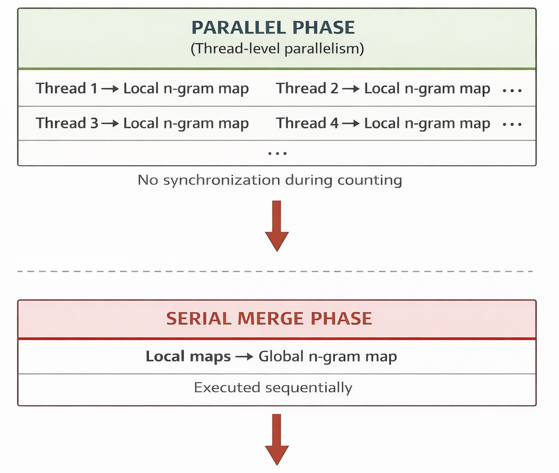 PARALLEL PHASE
(Thread-level parallelism)
Thread 1 → Local n-gram map Thread 2 → Local n-gram map ...
Thread 3 → Local n-gram map Thread 4 → Local n-gram map ...
...
No synchronization during counting
SERIAL MERGE PHASE
Local maps → Global n-gram map
Executed sequentially